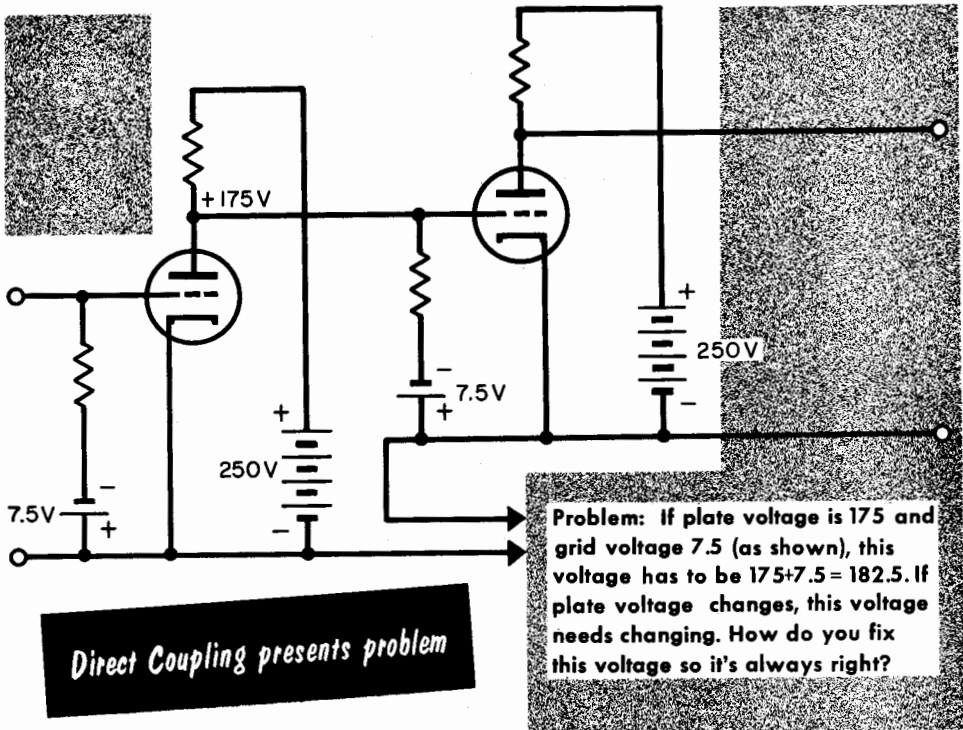 +175V
+
250V
-
-
7.5V
+
+
250V
-
-
7.5V
+
Problem: If plate voltage is 175 and
grid voltage 7.5 (as shown), this
voltage has to be 175+7.5 = 182.5. If
plate voltage changes, this voltage
needs changing. How do you fix
this voltage so it's always right?
Direct Coupling presents problem